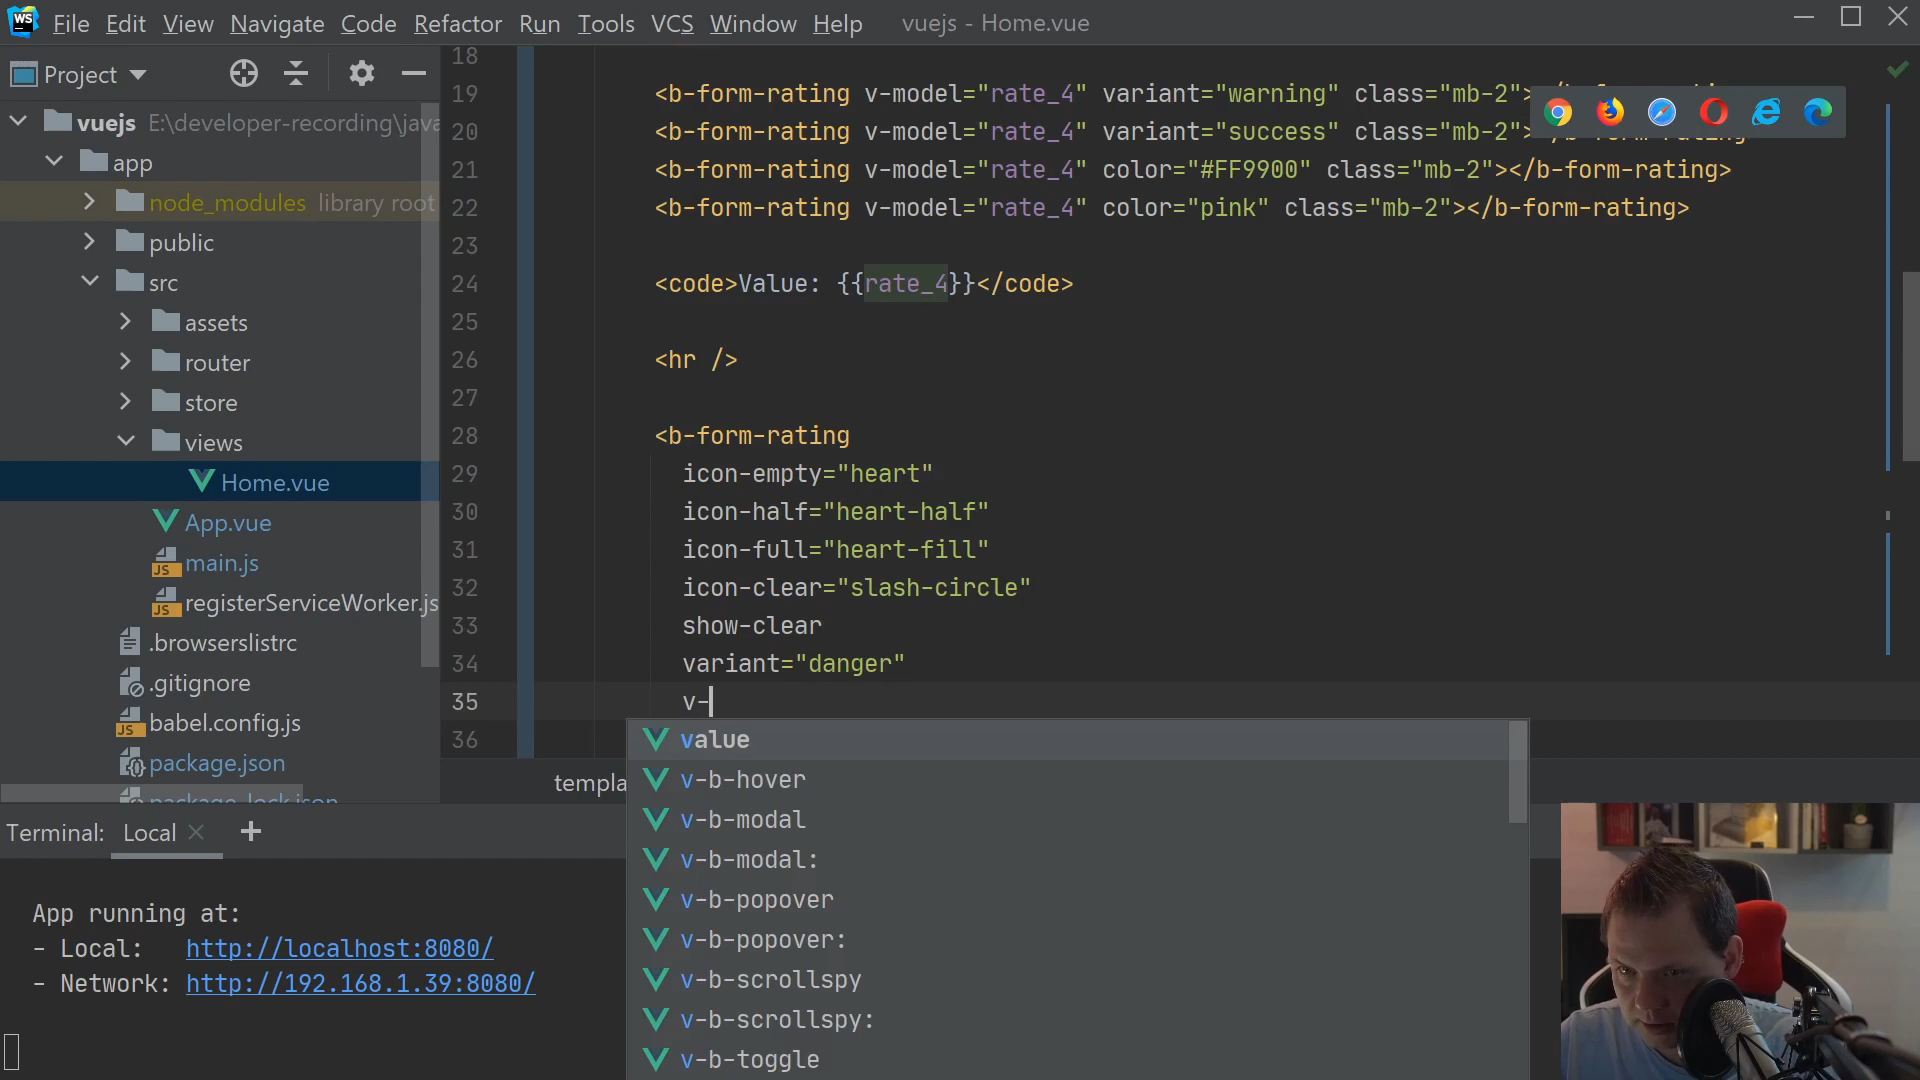 WS File Edit View Navigate Code Refactor Run Tools VCS Window Help vuejs - Home.vue
Project
vuejs E:\developer-recording\java
app
node_modules library root
public
src
assets
router
store
views
Home.vue
App.vue
JS main.js
JS registerServiceWorker.js
.browserslistrc
.gitignore
JS babel.config.js
package.json
package-lock.json
18
19 <b-form-rating v-model="rate_4" variant="warning" class="mb-2">
20 <b-form-rating v-model="rate_4" variant="success" class="mb-2">
21 <b-form-rating v-model="rate_4" color="#FF9900" class="mb-2"></b-form-rating>
22 <b-form-rating v-model="rate_4" color="pink" class="mb-2"></b-form-rating>
23
24 <code>Value: {{rate_4}}</code>
25
26 <hr />
27
28 <b-form-rating
29 icon-empty="heart"
30 icon-half="heart-half"
31 icon-full="heart-fill"
32 icon-clear="slash-circle"
33 show-clear
34 variant="danger"
35 v-
36
value
v-b-hover
v-b-modal
v-b-modal:
v-b-popover
v-b-popover:
v-b-scrollspy
v-b-scrollspy:
v-b-toggle
templa
Terminal: Local
App running at:
- Local: http://localhost:8080/
- Network: http://192.168.1.39:8080/